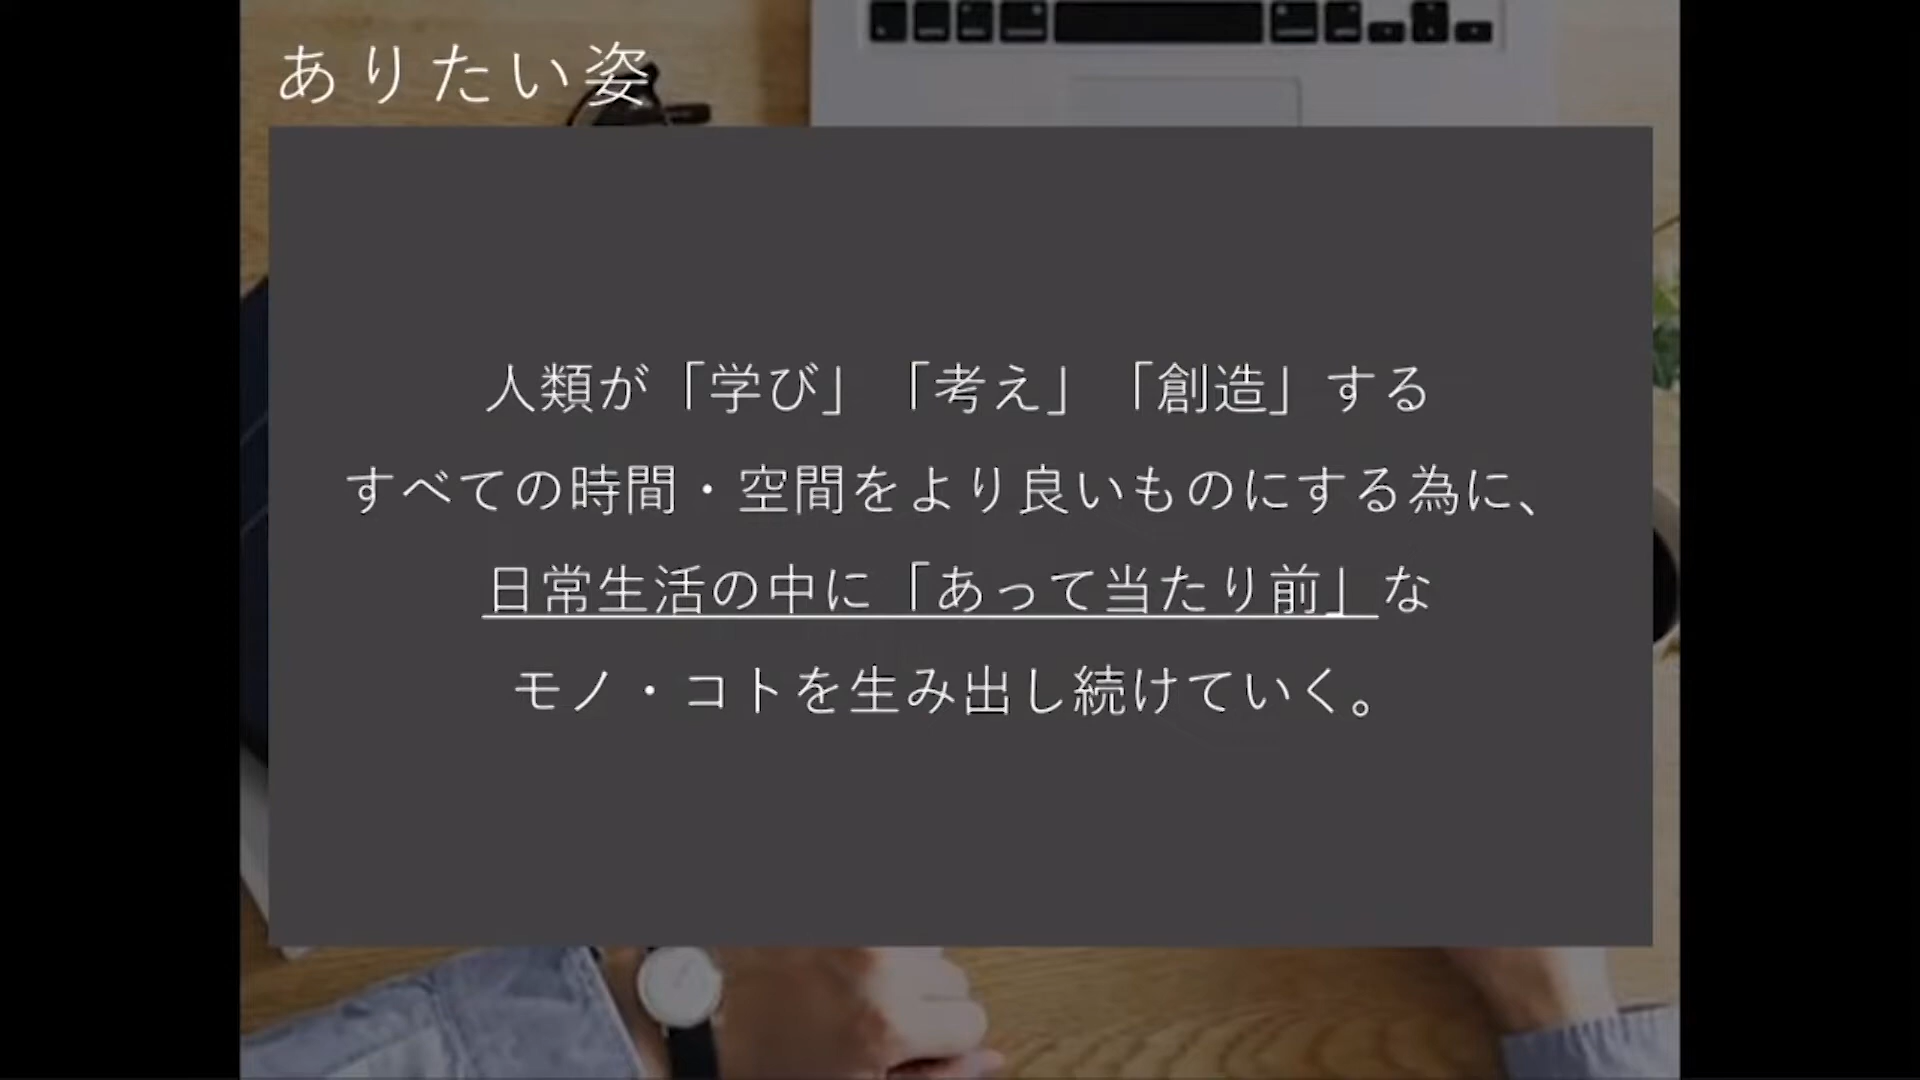 ありたい姿
人類が「学び」「考え」「創造」する
すべての時間・空間をより良いものにする為に、
日常生活の中に「あって当たり前」な
モノ・コトを生み出し続けていく。